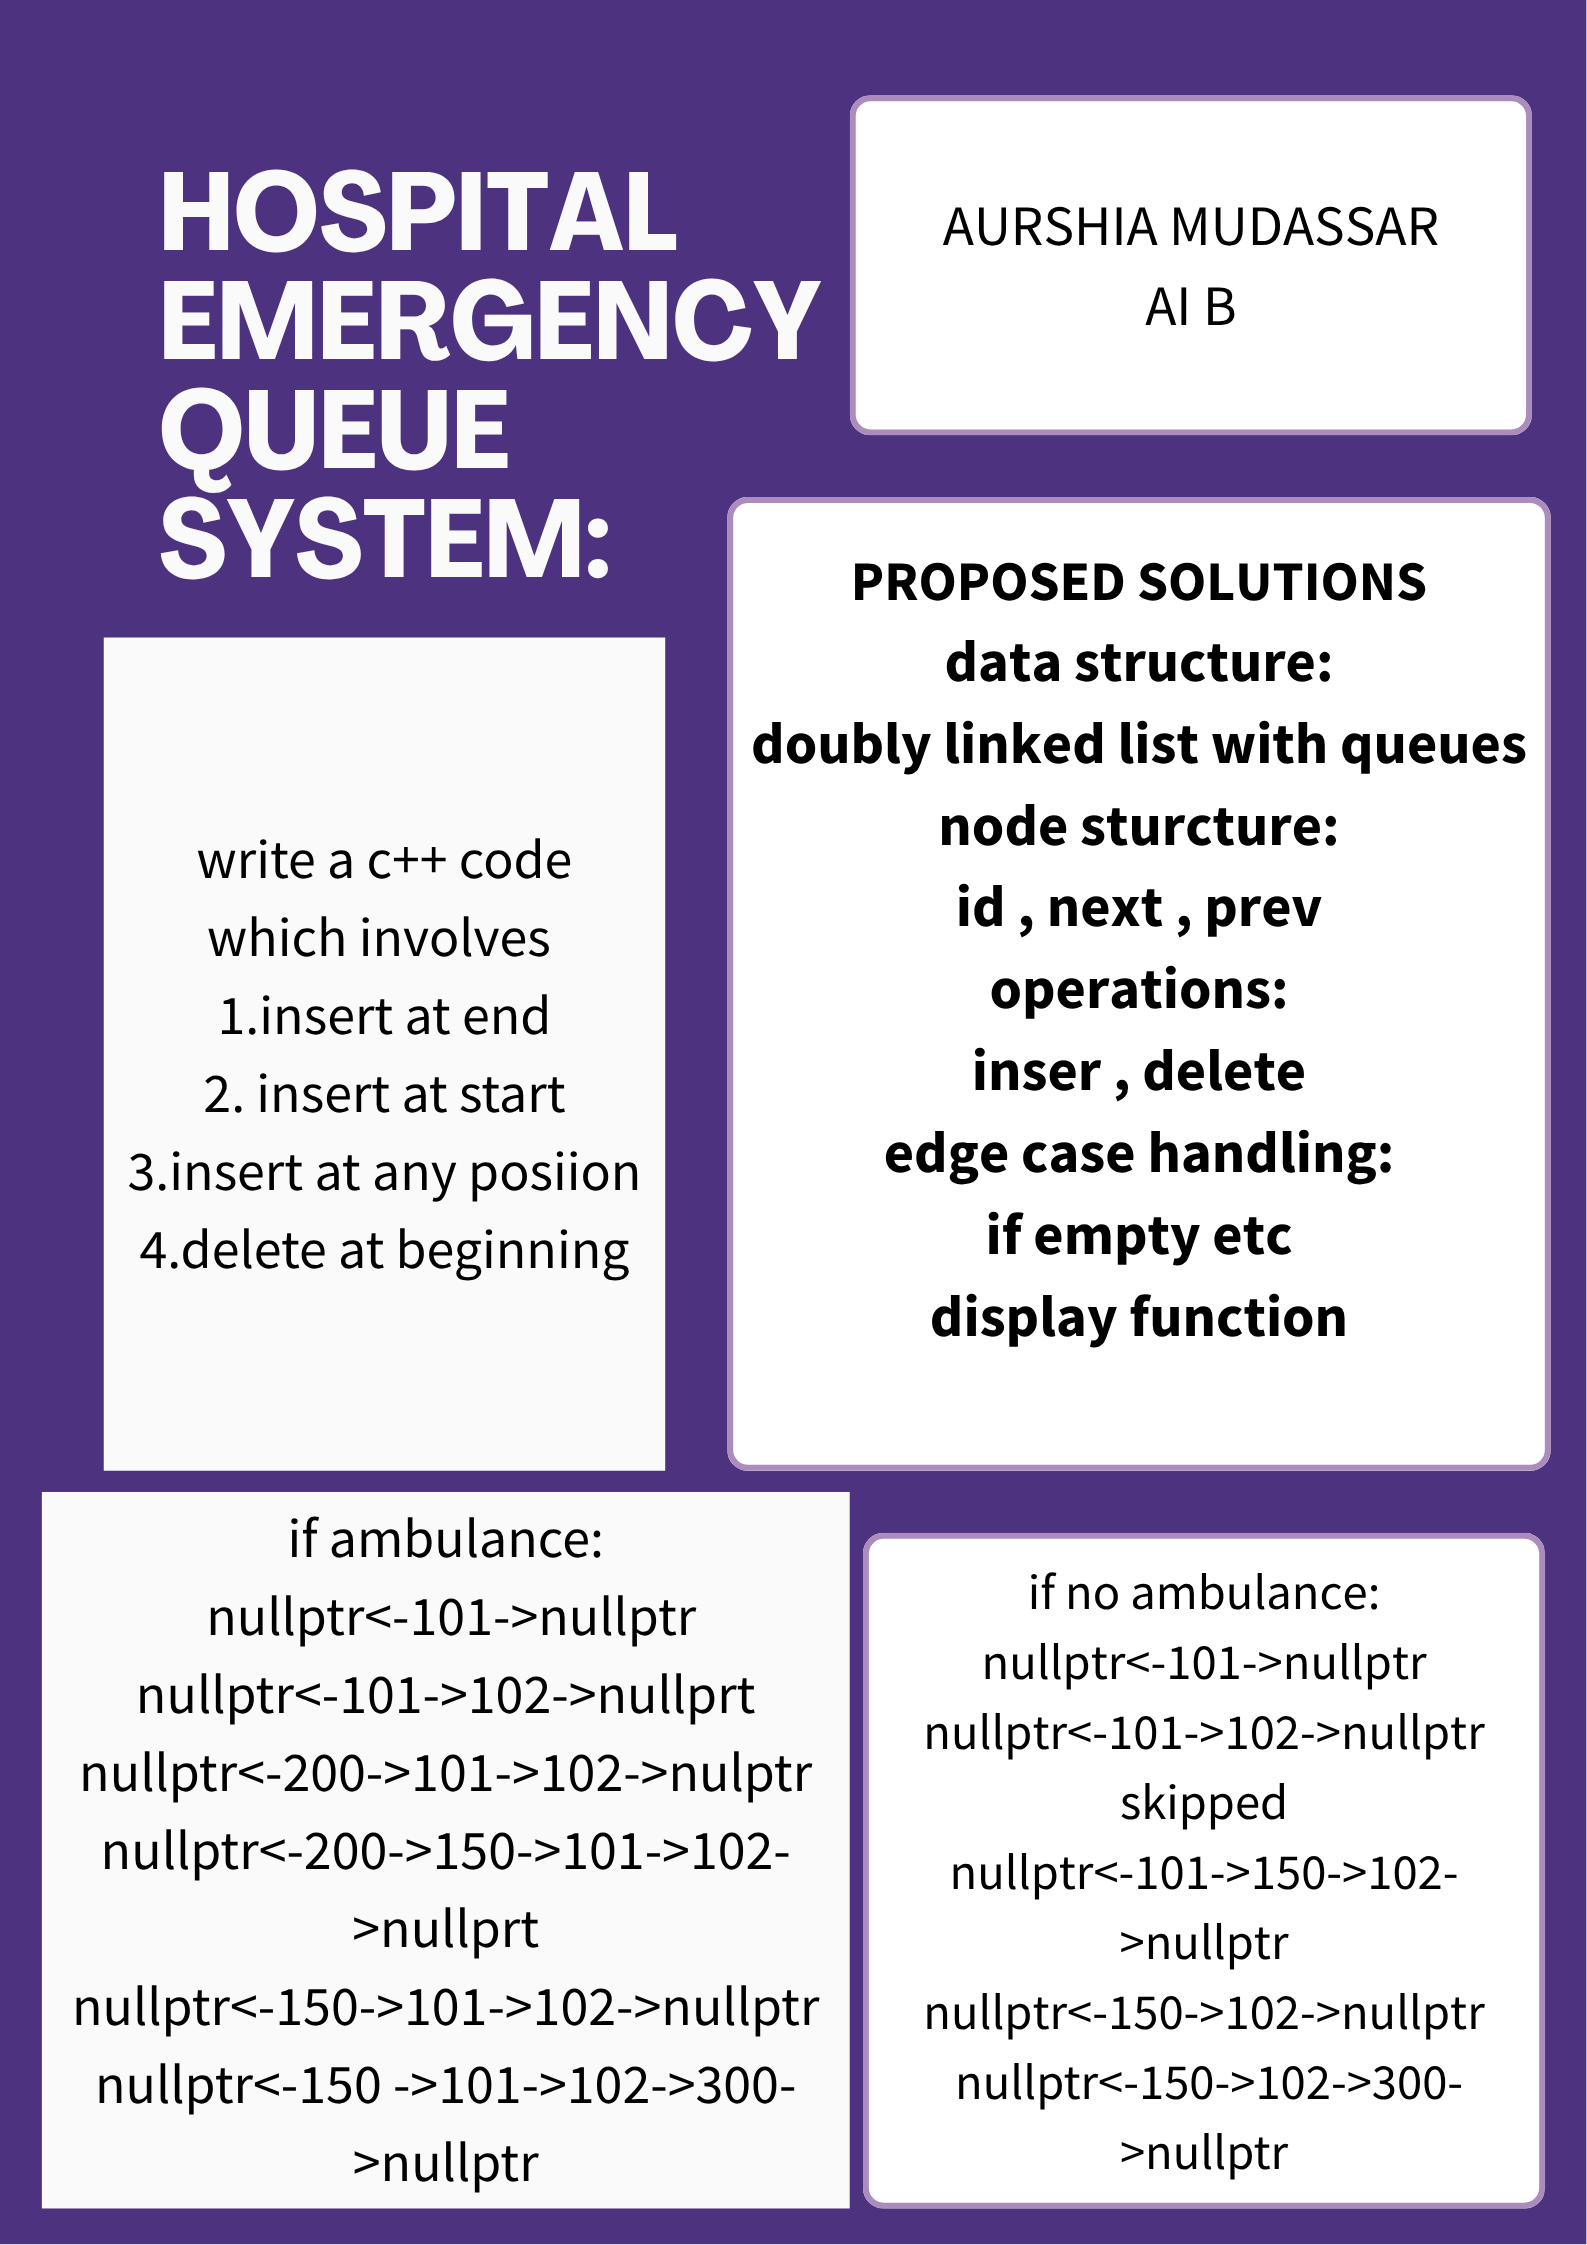 HOSPITAL
EMERGENCY
QUEUE
SYSTEM:
AURSHIA MUDASSAR
AI B
write a c++ code
which involves
1.insert at end
2. insert at start
3.insert at any posiion
4.delete at beginning
PROPOSED SOLUTIONS
data structure:
doubly linked list with queues
node sturcture:
id , next , prev
operations:
inser , delete
edge case handling:
if empty etc
display function
if ambulance:
nullptr<-101->nullptr
nullptr<-101->102->nullprt
nullptr<-200->101->102->nulptr
nullptr<-200->150->101->102-
>nullprt
nullptr<-150->101->102->nullptr
nullptr<-150 ->101->102->300-
>nullptr
if no ambulance:
nullptr<-101->nullptr
nullptr<-101->102->nullptr
skipped
nullptr<-101->150->102-
>nullptr
nullptr<-150->102->nullptr
nullptr<-150->102->300-
>nullptr